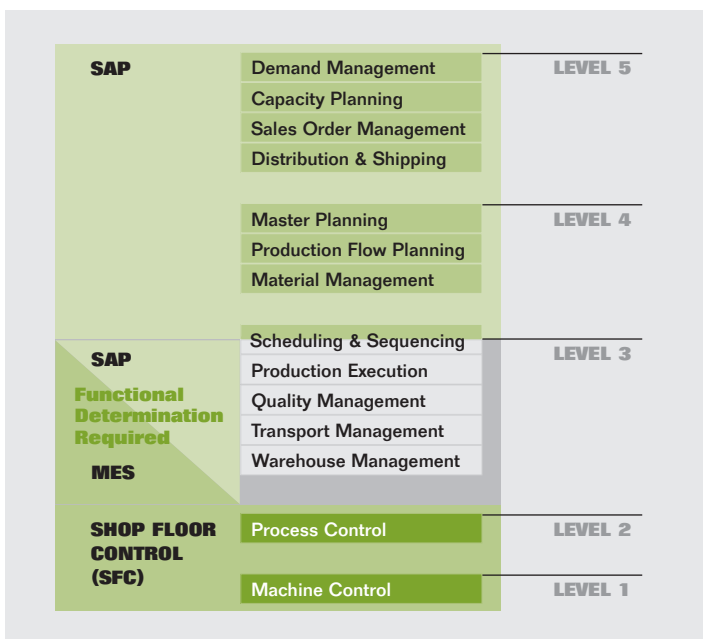 SAP
Demand Management
LEVEL 5
Capacity Planning
Sales Order Management
Distribution & Shipping
Master Planning
LEVEL 4
Production Flow Planning
Material Management
Scheduling & Sequencing
LEVEL 3
SAP
Production Execution
Functional
Determination
Required
Quality Management
Transport Management
Warehouse Management
MES
SHOP FLOOR
CONTROL
(SFC)
Process Control
LEVEL 2
Machine Control
LEVEL 1